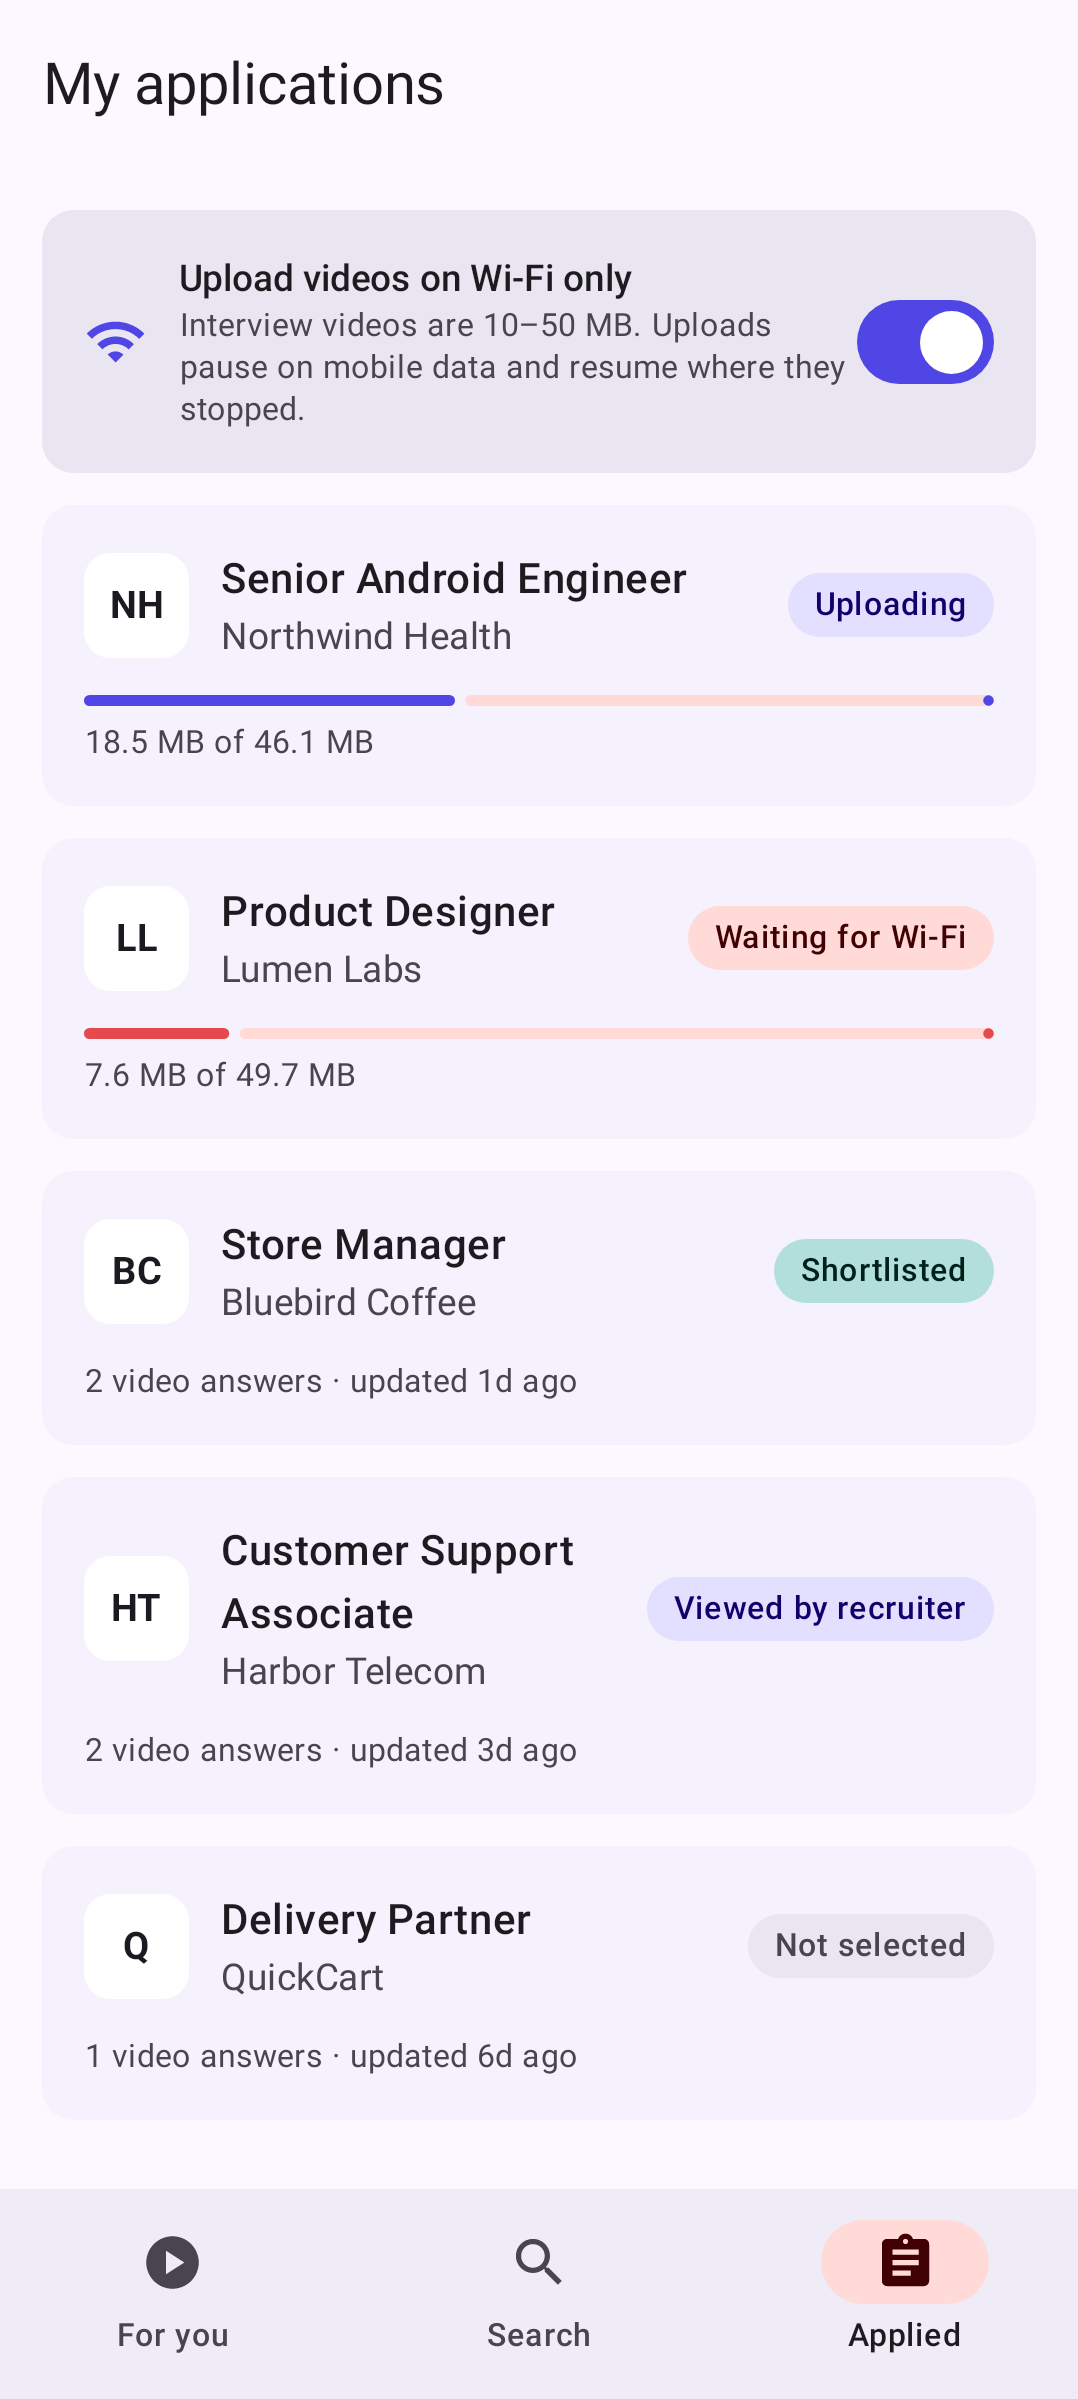 My applications
Upload videos on Wi-Fi only
Interview videos are 10–50 MB. Uploads
pause on mobile data and resume where they
stopped.
NH
Senior Android Engineer
Northwind Health
Uploading
18.5 MB of 46.1 MB
LL
Product Designer
Lumen Labs
Waiting for Wi-Fi
7.6 MB of 49.7 MB
BC
Store Manager
Bluebird Coffee
Shortlisted
2 video answers · updated 1d ago
HT
Customer Support
Associate
Harbor Telecom
Viewed by recruiter
2 video answers · updated 3d ago
Q
Delivery Partner
QuickCart
Not selected
1 video answers · updated 6d ago
For you
Search
Applied